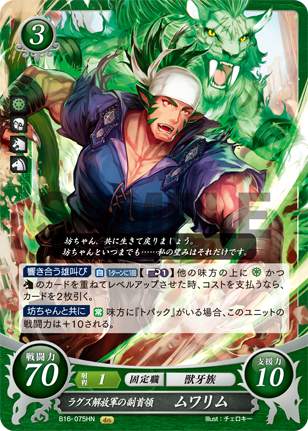 3
坊ちゃん、共に生きて戻りましょう。
坊ちゃんといつまでも……私の望みはそれだけです。
響き合う雄叫び 自 1ターンに1回 1 他の味方の上に かつ
のカードを重ねてレベルアップさせた時、コストを支払うなら、
カードを2枚引く。
坊ちゃんと共に 常 味方に『トパック』がいる場合、このユニットの
戦闘力は+10される。
戦闘力
70
射程 1 固定職 獣牙族
支援力
10
ラグズ解放軍の副首領 ムワリム
B16-075HN
Illust：チェロキー